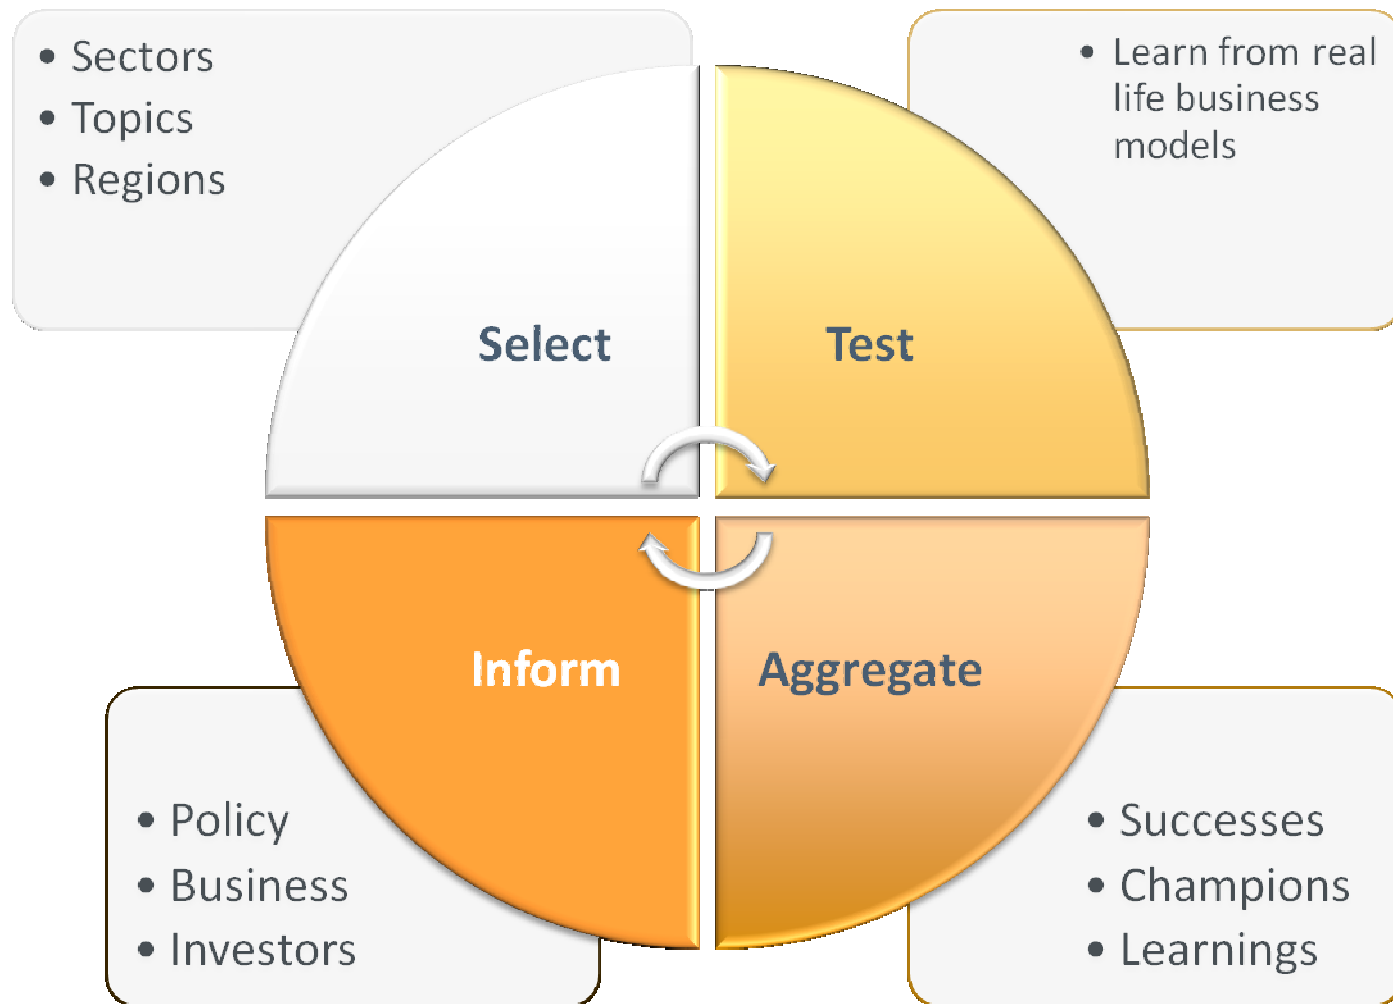 • Sectors
• Topics
• Regions
• Learn from real
life business
models
Select
Test
Inform
Aggregate
• Policy
• Business
• Investors
• Successes
• Champions
• Learnings